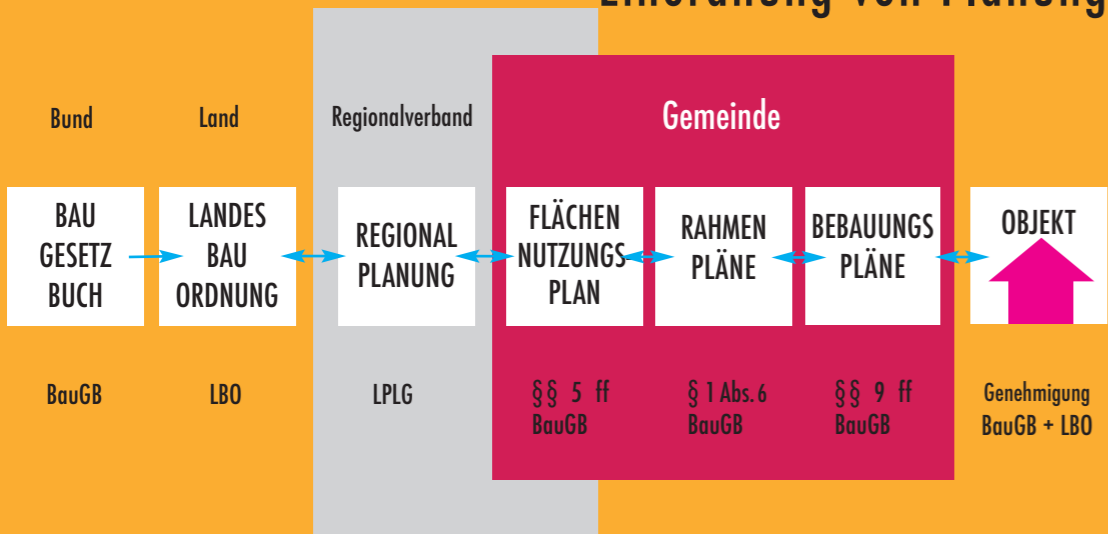 Bund
Land
Regionalverband
Gemeinde
BAU
GESETZ
BUCH
LANDES
BAU
ORDNUNG
REGIONAL
PLANUNG
FLÄCHEN
NUTZUNGS
PLAN
RAHMEN
PLÄNE
BEBAUUNGS
PLÄNE
OBJEKT
BauGB
LBO
LPLG
§§ 5 ff
BauGB
§ 1 Abs. 6
BauGB
§§ 9 ff
BauGB
Genehmigung
BauGB + LBO